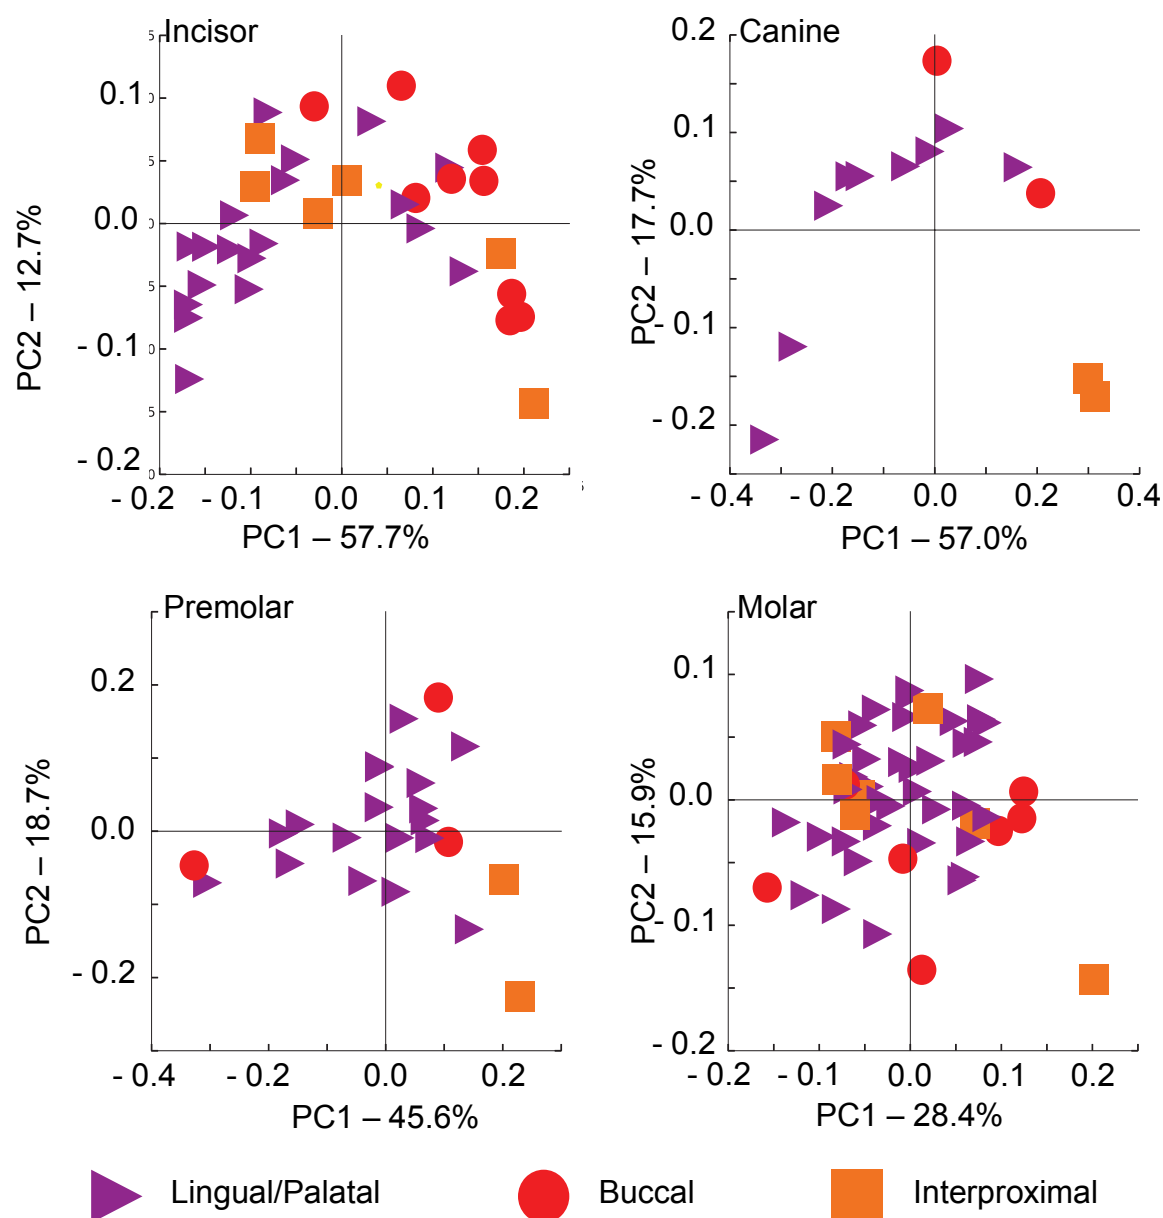 Incisor
0.1
0.0
- 0.1
- 0.2
PC2 – 12.7%
- 0.2 - 0.1 0.0 0.1 0.2
PC1 – 57.7%
Canine
0.2
0.1
0.0
- 0.1
- 0.2
PC2 – 17.7%
- 0.4 - 0.2 0.0 0.2 0.4
PC1 – 57.0%
Premolar
0.2
0.0
- 0.2
PC2 – 18.7%
- 0.4 - 0.2 0.0 0.2
PC1 – 45.6%
Molar
0.1
0.0
- 0.1
- 0.2
PC2 – 15.9%
- 0.2 - 0.1 0.0 0.1 0.2
PC1 – 28.4%
Lingual/Palatal Buccal Interproximal